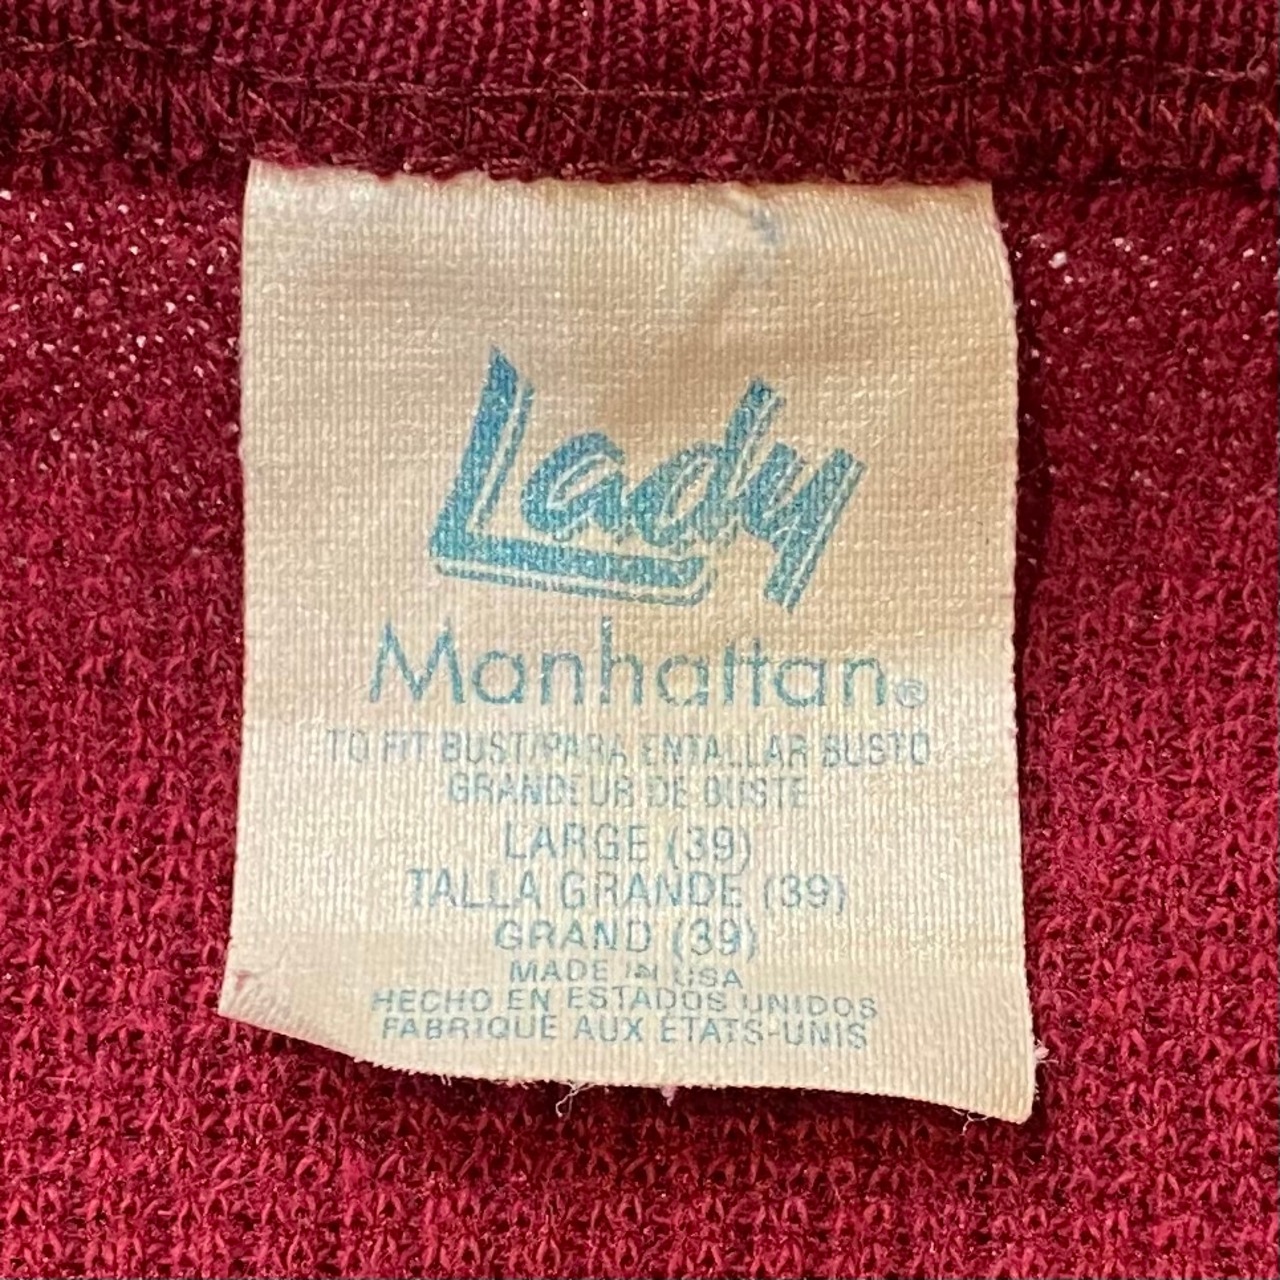 Lady
Manhattan®
TO FIT BUST/PARA ENTALLAR BUSTO
GRANDEUR DE BUSTE
LARGE (39)
TALLA GRANDE (39)
GRAND (39)
MADE IN USA
HECHO EN ESTADOS UNIDOS
FABRIQUE AUX ETATS-UNIS